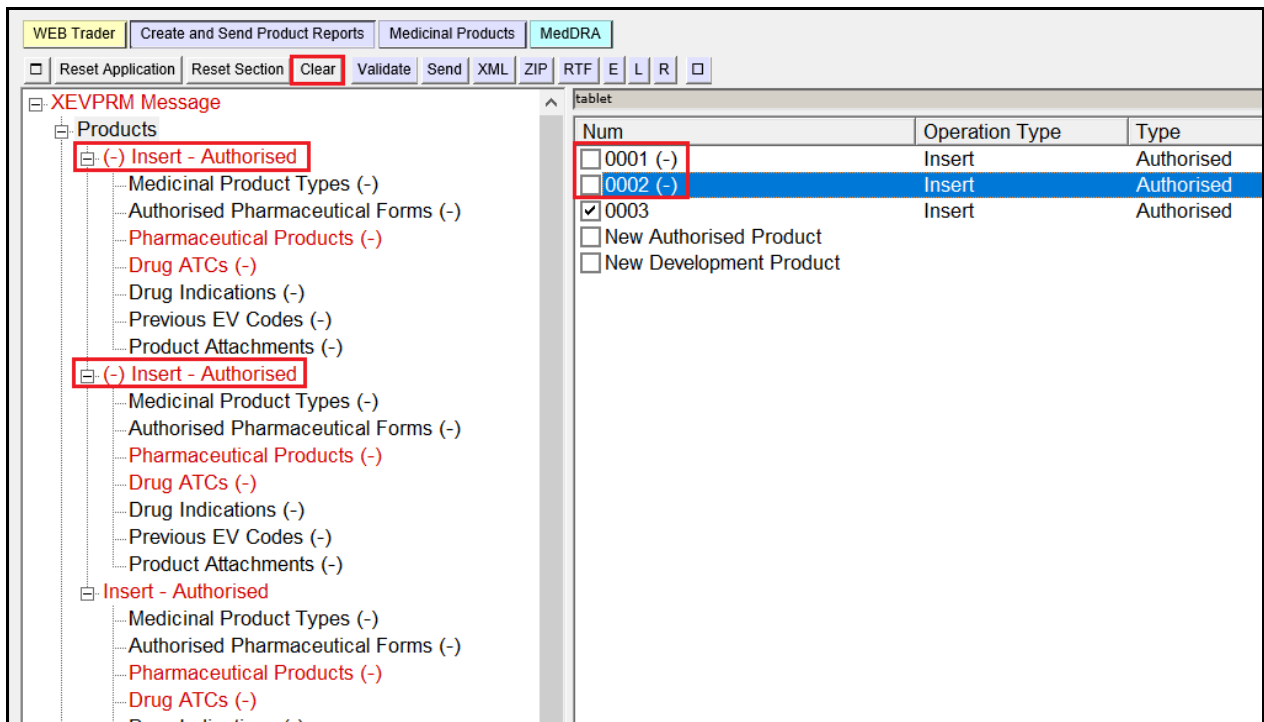 WEB Trader Create and Send Product Reports Medicinal Products MedDRA
Reset Application Reset Section Clear Validate Send XML ZIP RTF E L R
XEVPRM Message
Products
(-) Insert - Authorised
Medicinal Product Types (-)
Authorised Pharmaceutical Forms (-)
Pharmaceutical Products (-)
Drug ATCs (-)
Drug Indications (-)
Previous EV Codes (-)
Product Attachments (-)
(-) Insert - Authorised
Medicinal Product Types (-)
Authorised Pharmaceutical Forms (-)
Pharmaceutical Products (-)
Drug ATCs (-)
Drug Indications (-)
Previous EV Codes (-)
Product Attachments (-)
Insert - Authorised
Medicinal Product Types (-)
Authorised Pharmaceutical Forms (-)
Pharmaceutical Products (-)
Drug ATCs (-)
tablet
Num Operation Type Type
0001 (-) Insert Authorised
0002 (-) Insert Authorised
0003 Insert Authorised
New Authorised Product
New Development Product